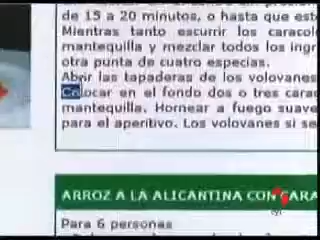 de 15 a 20 minutos, o hasta que est
Mientras tanto escurrir los caracol
mantequilla y mezclar todos los ingr
otra punta de cuatro especias.
Abrir las tapaderas de los volovanes
Colocar en el fondo dos o tres cara
mantequilla. Hornear a fuego suave
para el aperitivo. Los volovanes si se
ARROZ A LA ALICANTINA CON CARA
Para 6 personas